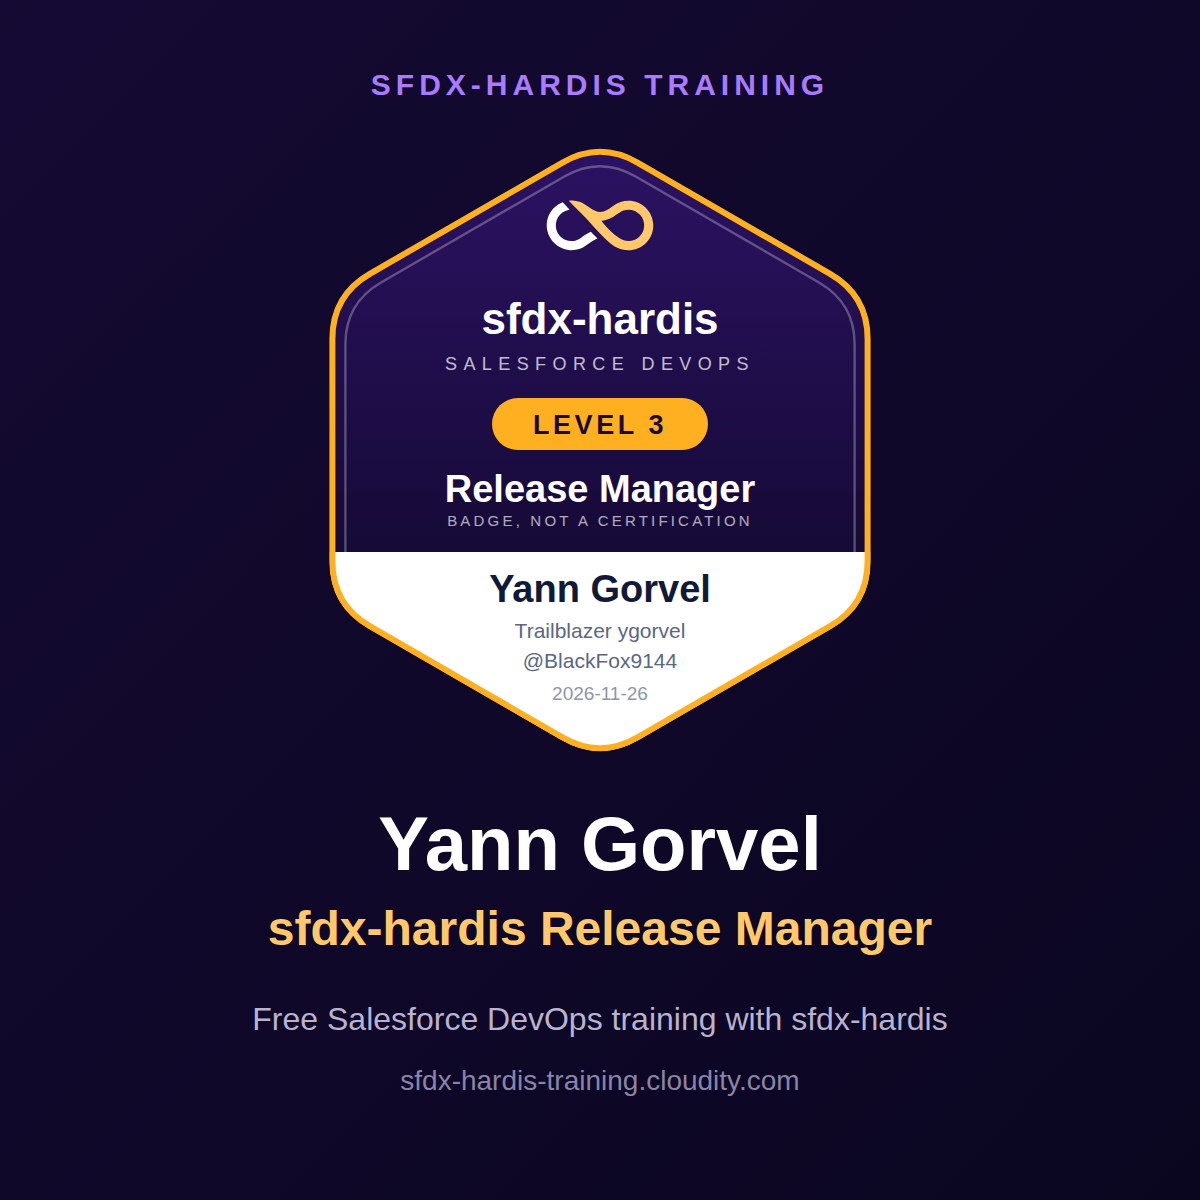 SFDX-HARDIS TRAINING
sfdx-hardis
SALESFORCE DEVOPS
LEVEL 3
Release Manager
BADGE, NOT A CERTIFICATION
Yann Gorvel
Trailblazer ygorvel
@BlackFox9144
2026-11-26
Yann Gorvel
sfdx-hardis Release Manager
Free Salesforce DevOps training with sfdx-hardis
sfdx-hardis-training.cloudity.com